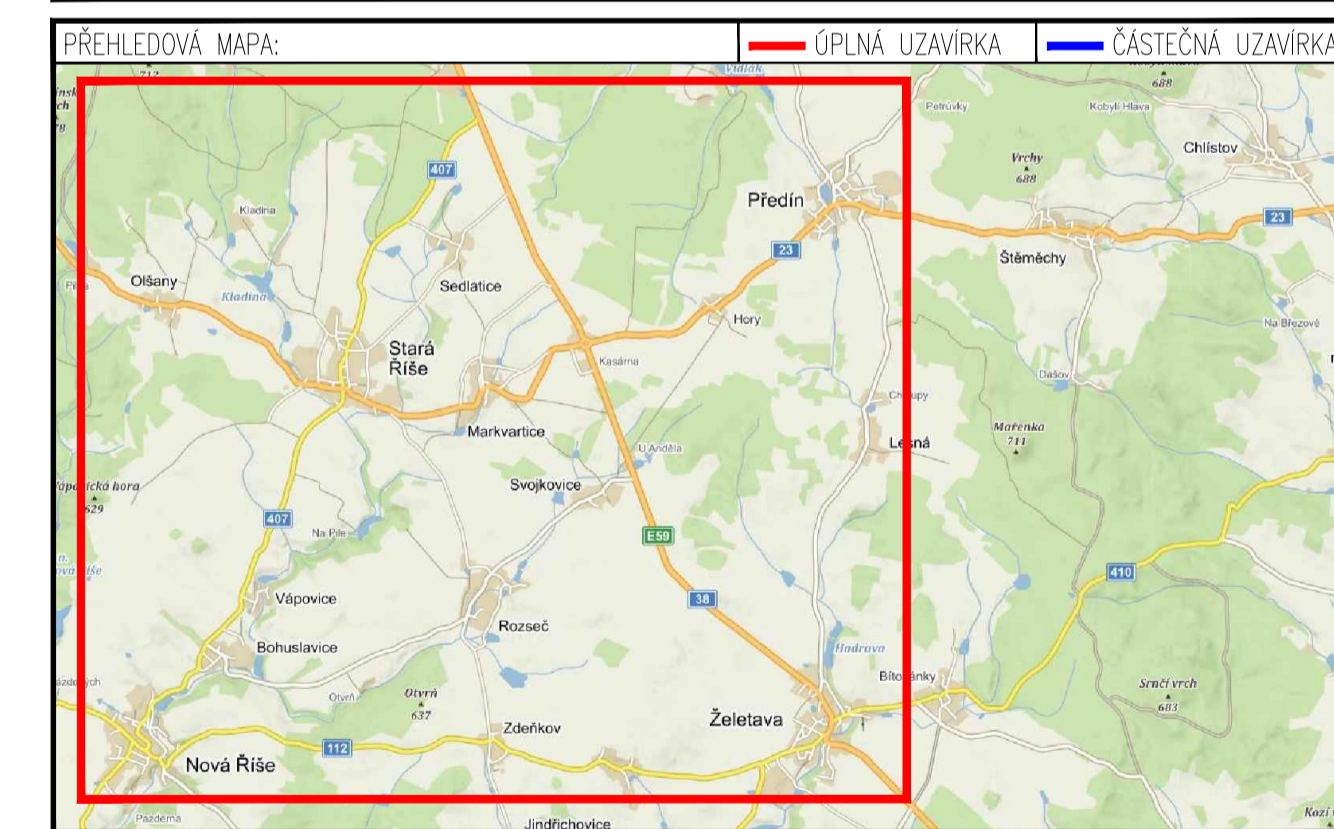 PŘEHLEDOVÁ MAPA:
ÚPLNÁ UZAVÍRKA
ČÁSTEČNÁ UZAVÍRKA
Vidlák
688
Petrůvky
Kobylí Hlava
Chlístov
Vrchy
688
407
Předín
Kladina
23
23
Štěměchy
Olšany
Sedlatice
Kladina
Hory
Na Březové
Stará
Říše
Kasárna
Dašov
Lesná
Markvartice
Mařenka
711
U Anděla
Svojkovice
629
407
Na Pile
E59
410
Vápovice
38
Rozseč
Bohuslavice
Hadrava
Otvrň
Otvrň
637
Srnčí vrch
683
Želetava
Zdeňkov
112
Nová Říše
Pazderna
Jindřichovice
Kozí